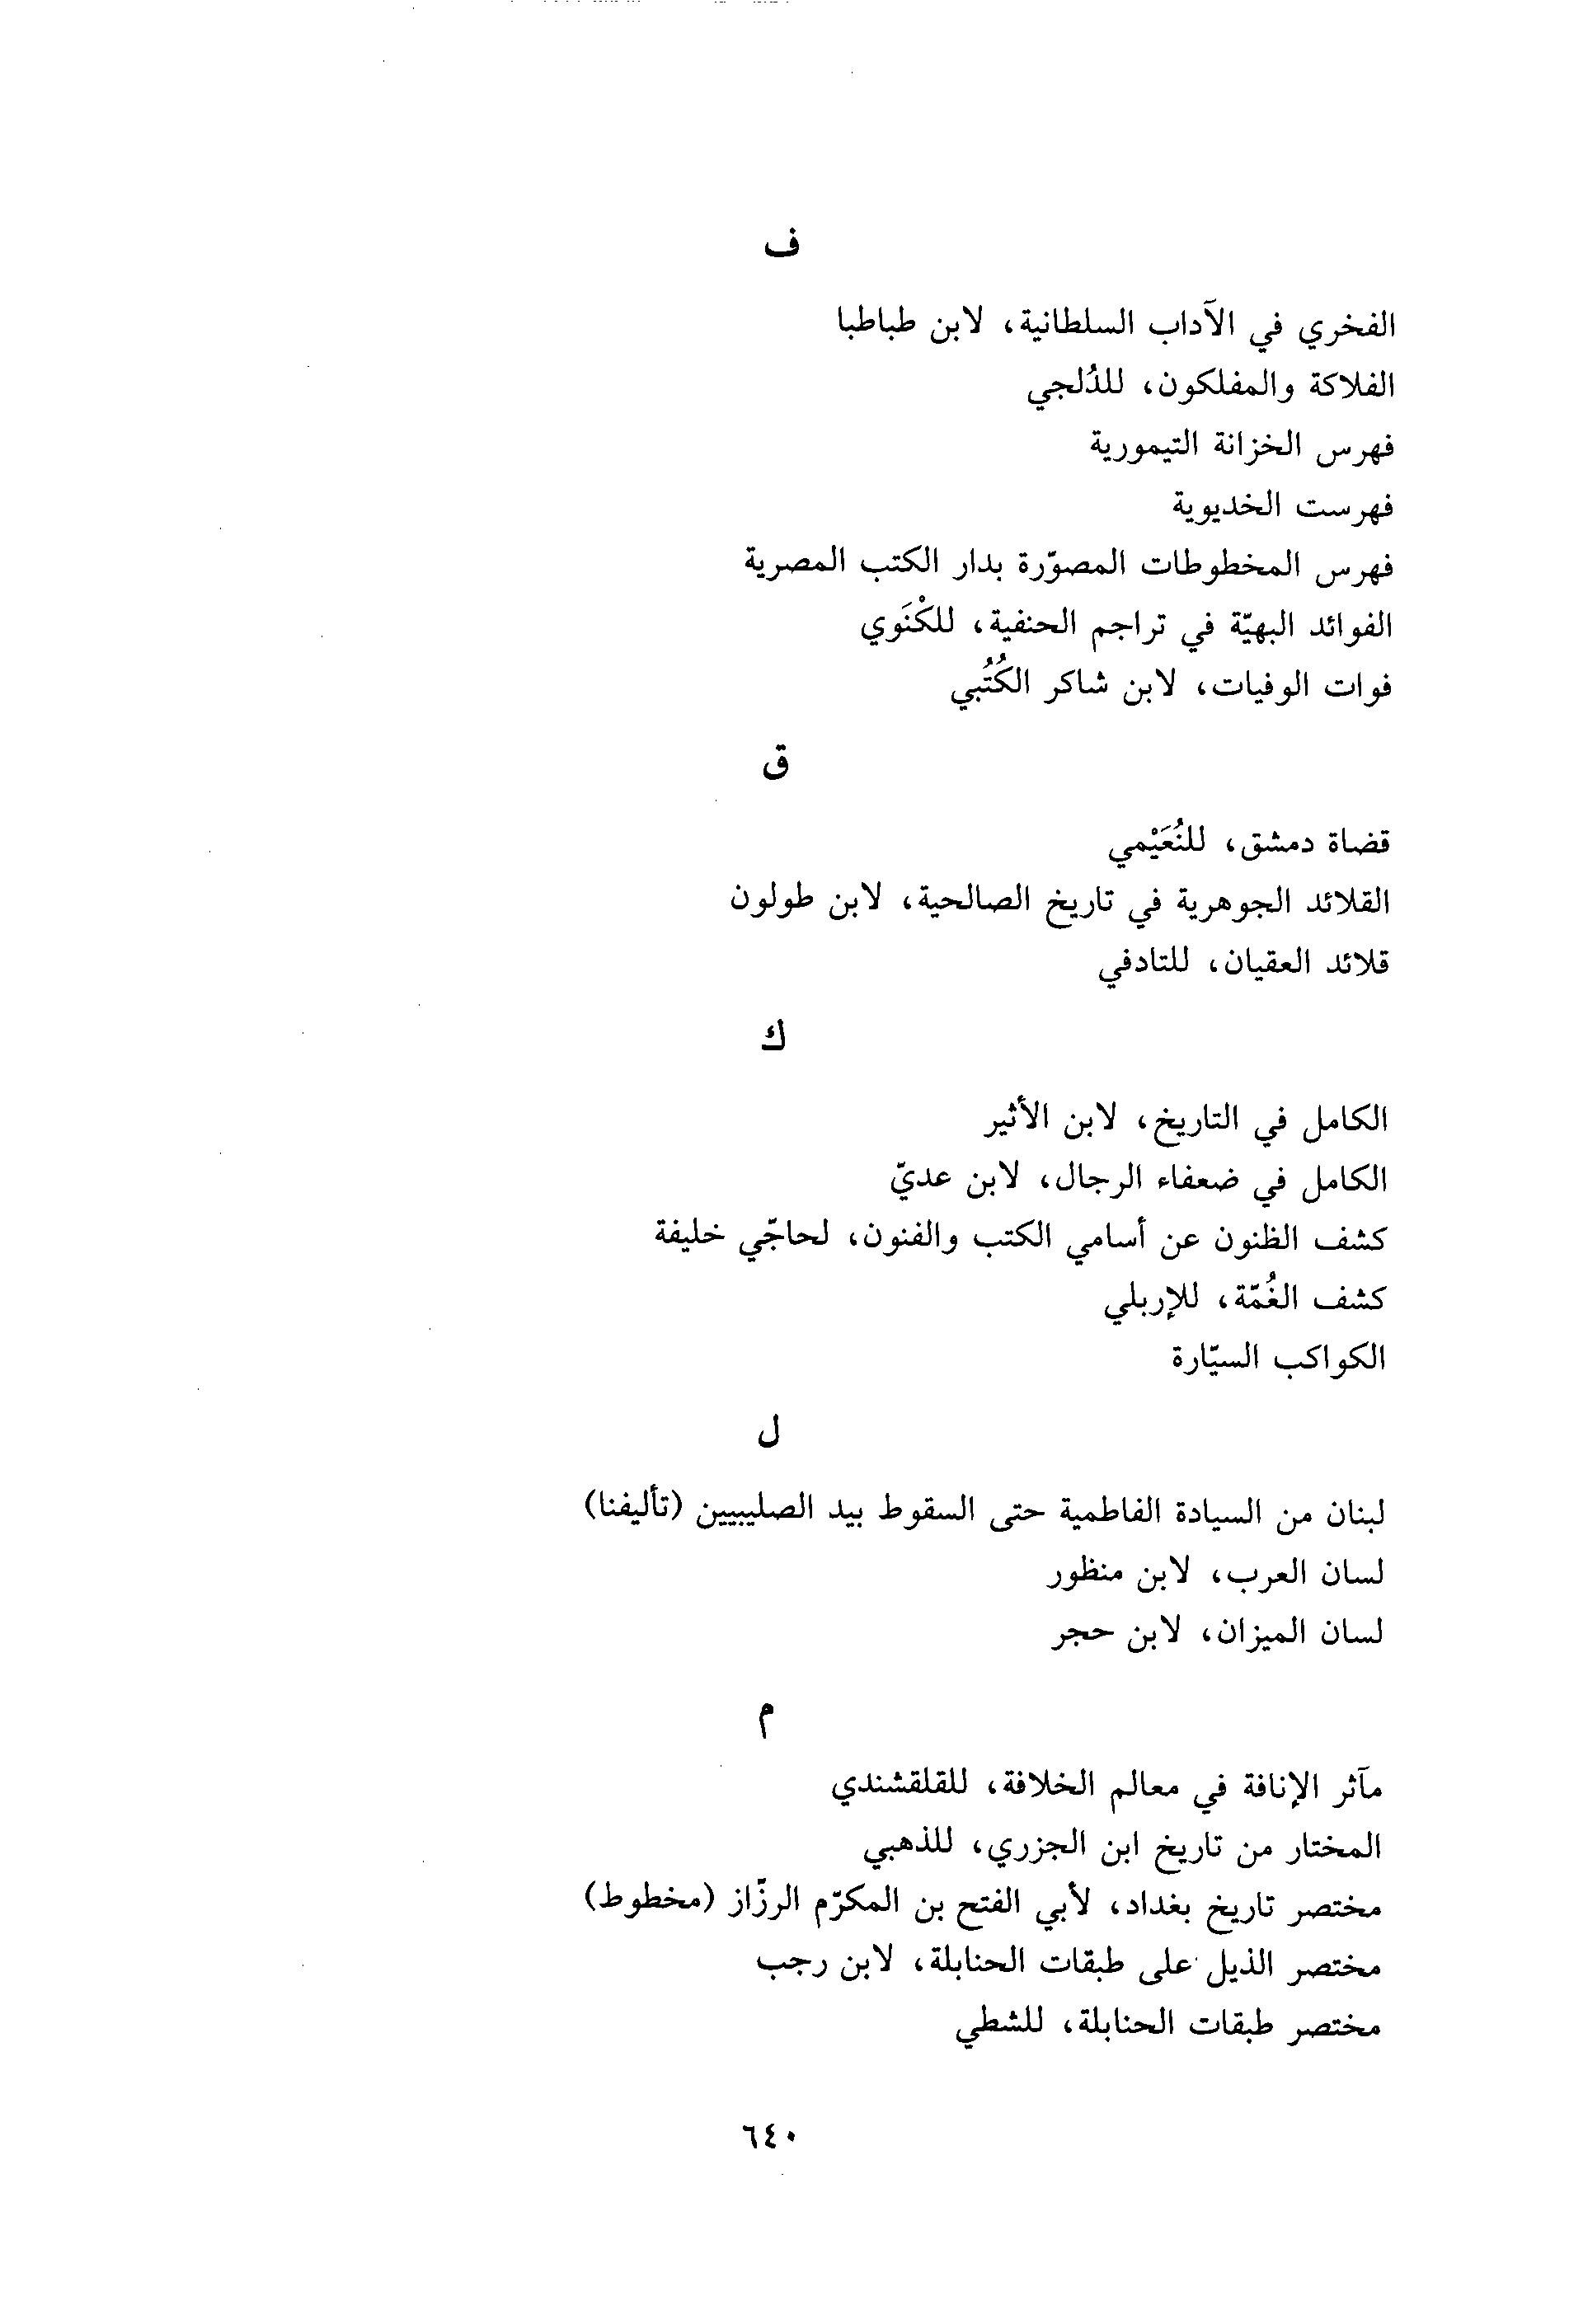 ف
الفخري في الآداب السلطانية، لابن طباطبا
الفلاكة والمفلكون، للدُلجي
فهرس الخزانة التيمورية
فهرست الخديوية
فهرس المخطوطات المصوّرة بدار الكتب المصرية
الفوائد البهيّة في تراجم الحنفية، للكْنَوي
فوات الوفيات، لابن شاكر الكُتُبي
ق
قضاة دمشق، للنُعَيْمي
القلائد الجوهرية في تاريخ الصالحية، لابن طولون
قلائد العقيان، للتادفي
ك
الكامل في التاريخ، لابن الأثير
الكامل في ضعفاء الرجال، لابن عديّ
كشف الظنون عن أسامي الكتب والفنون، لحاجّي خليفة
كشف الغُمّة، للإربلي
الكواكب السيّارة
ل
لبنان من السيادة الفاطمية حتى السقوط بيد الصليبيين (تأليفنا)
لسان العرب، لابن منظور
لسان الميزان، لابن حجر
م
مآثر الإنافة في معالم الخلافة، للقلقشندي
المختار من تاريخ ابن الجزري، للذهبي
مختصر تاريخ بغداد، لأبي الفتح بن المكرّم الرزّاز (مخطوط)
مختصر الذيل على طبقات الحنابلة، لابن رجب
مختصر طبقات الحنابلة، للشطي
٦٤٠